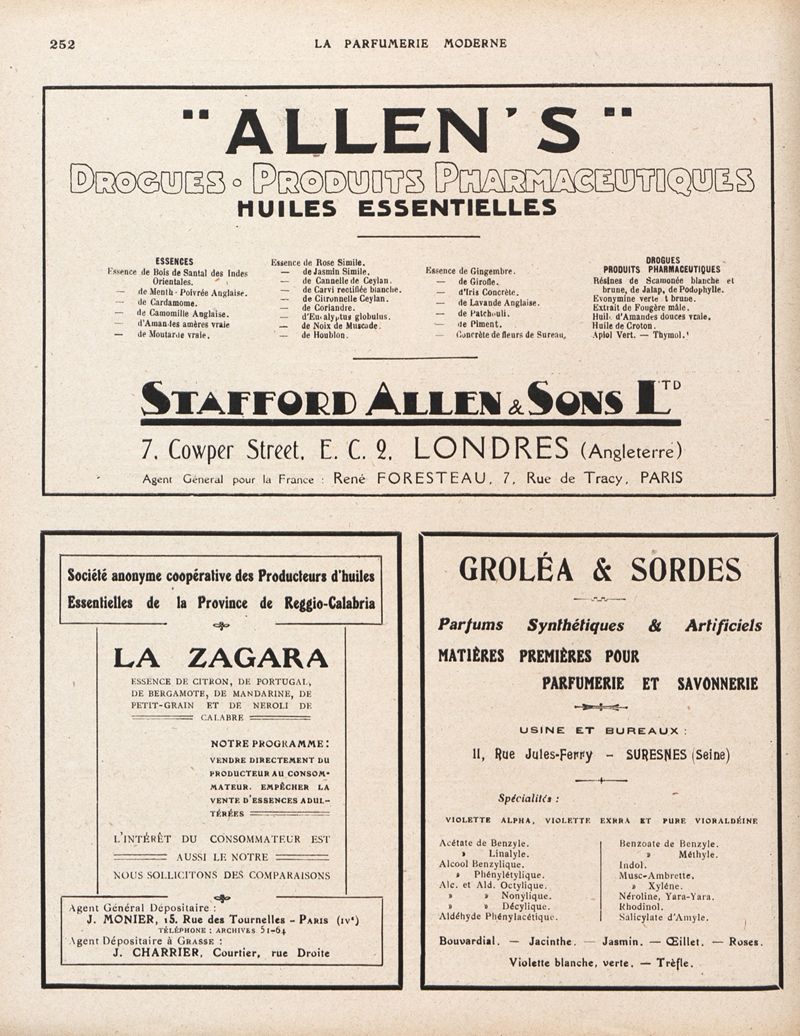 252
LA PARFUMERIE MODERNE
"ALLEN'S"
DROGUES • PRODUITS PHARMACEUTIQUES
HUILES ESSENTIELLES
ESSENCES
Essence de Bois de Santal des Indes
Orientales.
— de Menth· Poivrée Anglaise.
— de Cardamome.
— de Camomille Anglaise.
— d'Amandes amères vraie
— de Moutarde vraie.
Essence de Rose Simile.
— de Jasmin Simile.
— de Cannelle de Ceylan.
— de Carvi rectifiée blanche.
— de Citronnelle Ceylan.
— de Coriandre.
— d'Eucalyptus globulus.
— de Noix de Muscade.
— de Houblon.
Essence de Gingembre.
— de Girofle.
— d'Iris Concrète.
— de Lavande Anglaise.
— de Patchouli.
— de Piment.
— Concrète de fleurs de Sureau,
DROGUES
PRODUITS PHARMACEUTIQUES
Résines de Scamonée blanche et
brune, de Jalap, de Podophylle.
Evonymine verte t brune.
Extrait de Fougère mâle.
Huile d'Amandes douces vraie.
Huile de Croton.
Apiol Vert. — Thymol.
STAFFORD ALLEN & SONS LTD
7, Cowper Street, E. C. 2, LONDRES (Angleterre)
Agent Général pour la France : René FORESTEAU, 7, Rue de Tracy, PARIS
Société anonyme coopérative des Producteurs d'huiles
Essentielles de la Province de Reggio-Calabria
LA ZAGARA
ESSENCE DE CITRON, DE PORTUGAL,
DE BERGAMOTE, DE MANDARINE, DE
PETIT-GRAIN ET DE NEROLI DE
CALABRE
NOTRE PROGRAMME:
VENDRE DIRECTEMENT DU
PRODUCTEUR AU CONSOM-
MATEUR. EMPÊCHER LA
VENTE D'ESSENCES ADUL-
TÉRÉES
L'INTÉRÊT DU CONSOMMATEUR EST
AUSSI LE NOTRE
NOUS SOLLICITONS DES COMPARAISONS
Agent Général Dépositaire :
J. MONIER, 15, Rue des Tournelles - PARIS (IVe)
TÉLÉPHONE : ARCHIVES 51-64
Agent Dépositaire à GRASSE :
J. CHARRIER, Courtier, rue Droite
GROLÉA & SORDES
Parfums Synthétiques & Artificiels
MATIÈRES PREMIÈRES POUR
PARFUMERIE ET SAVONNERIE
USINE ET BUREAUX :
11, Rue Jules-Ferry - SURESNES (Seine)
Spécialités :
VIOLETTE ALPHA, VIOLETTE EXRRA ET PURE VIORALDÉINE
Acétate de Benzyle.
» Linalyle.
Alcool Benzylique.
» Phénylétylique.
Alc. et Ald. Octylique.
» » Nonylique.
» » Décylique.
Aldéhyde Phénylacétique.
Benzoate de Benzyle.
» Méthyle.
Indol.
Musc-Ambrette.
» Xylène.
Néroline, Yara-Yara.
Rhodinol.
Salicylate d'Amyle.
Bouvardial. — Jacinthe. — Jasmin. — Œillet. — Roses.
Violette blanche, verte. — Trèfle.